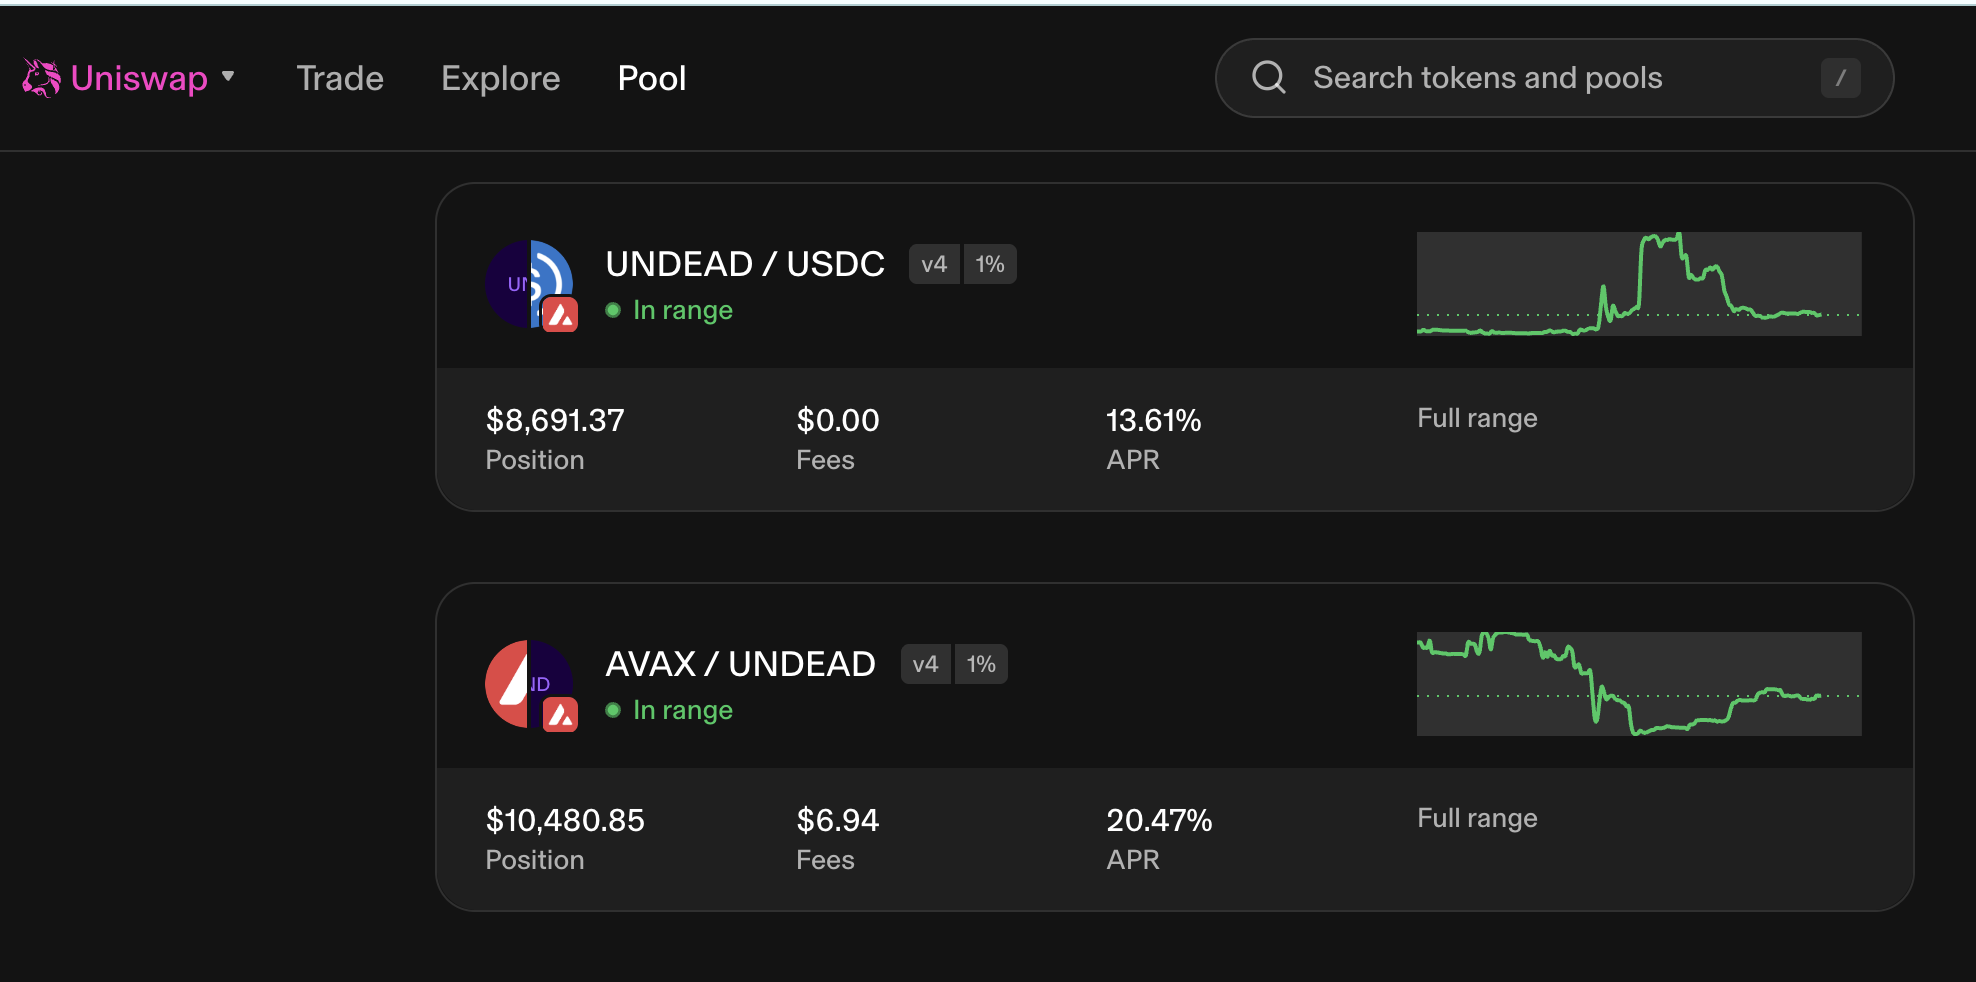 Uniswap Trade Explore Pool Search tokens and pools /
UN
UNDEAD / USDC v4 1%
In range
$8,691.37 $0.00 13.61% Full range
Position Fees APR
ND
AVAX / UNDEAD v4 1%
In range
$10,480.85 $6.94 20.47% Full range
Position Fees APR